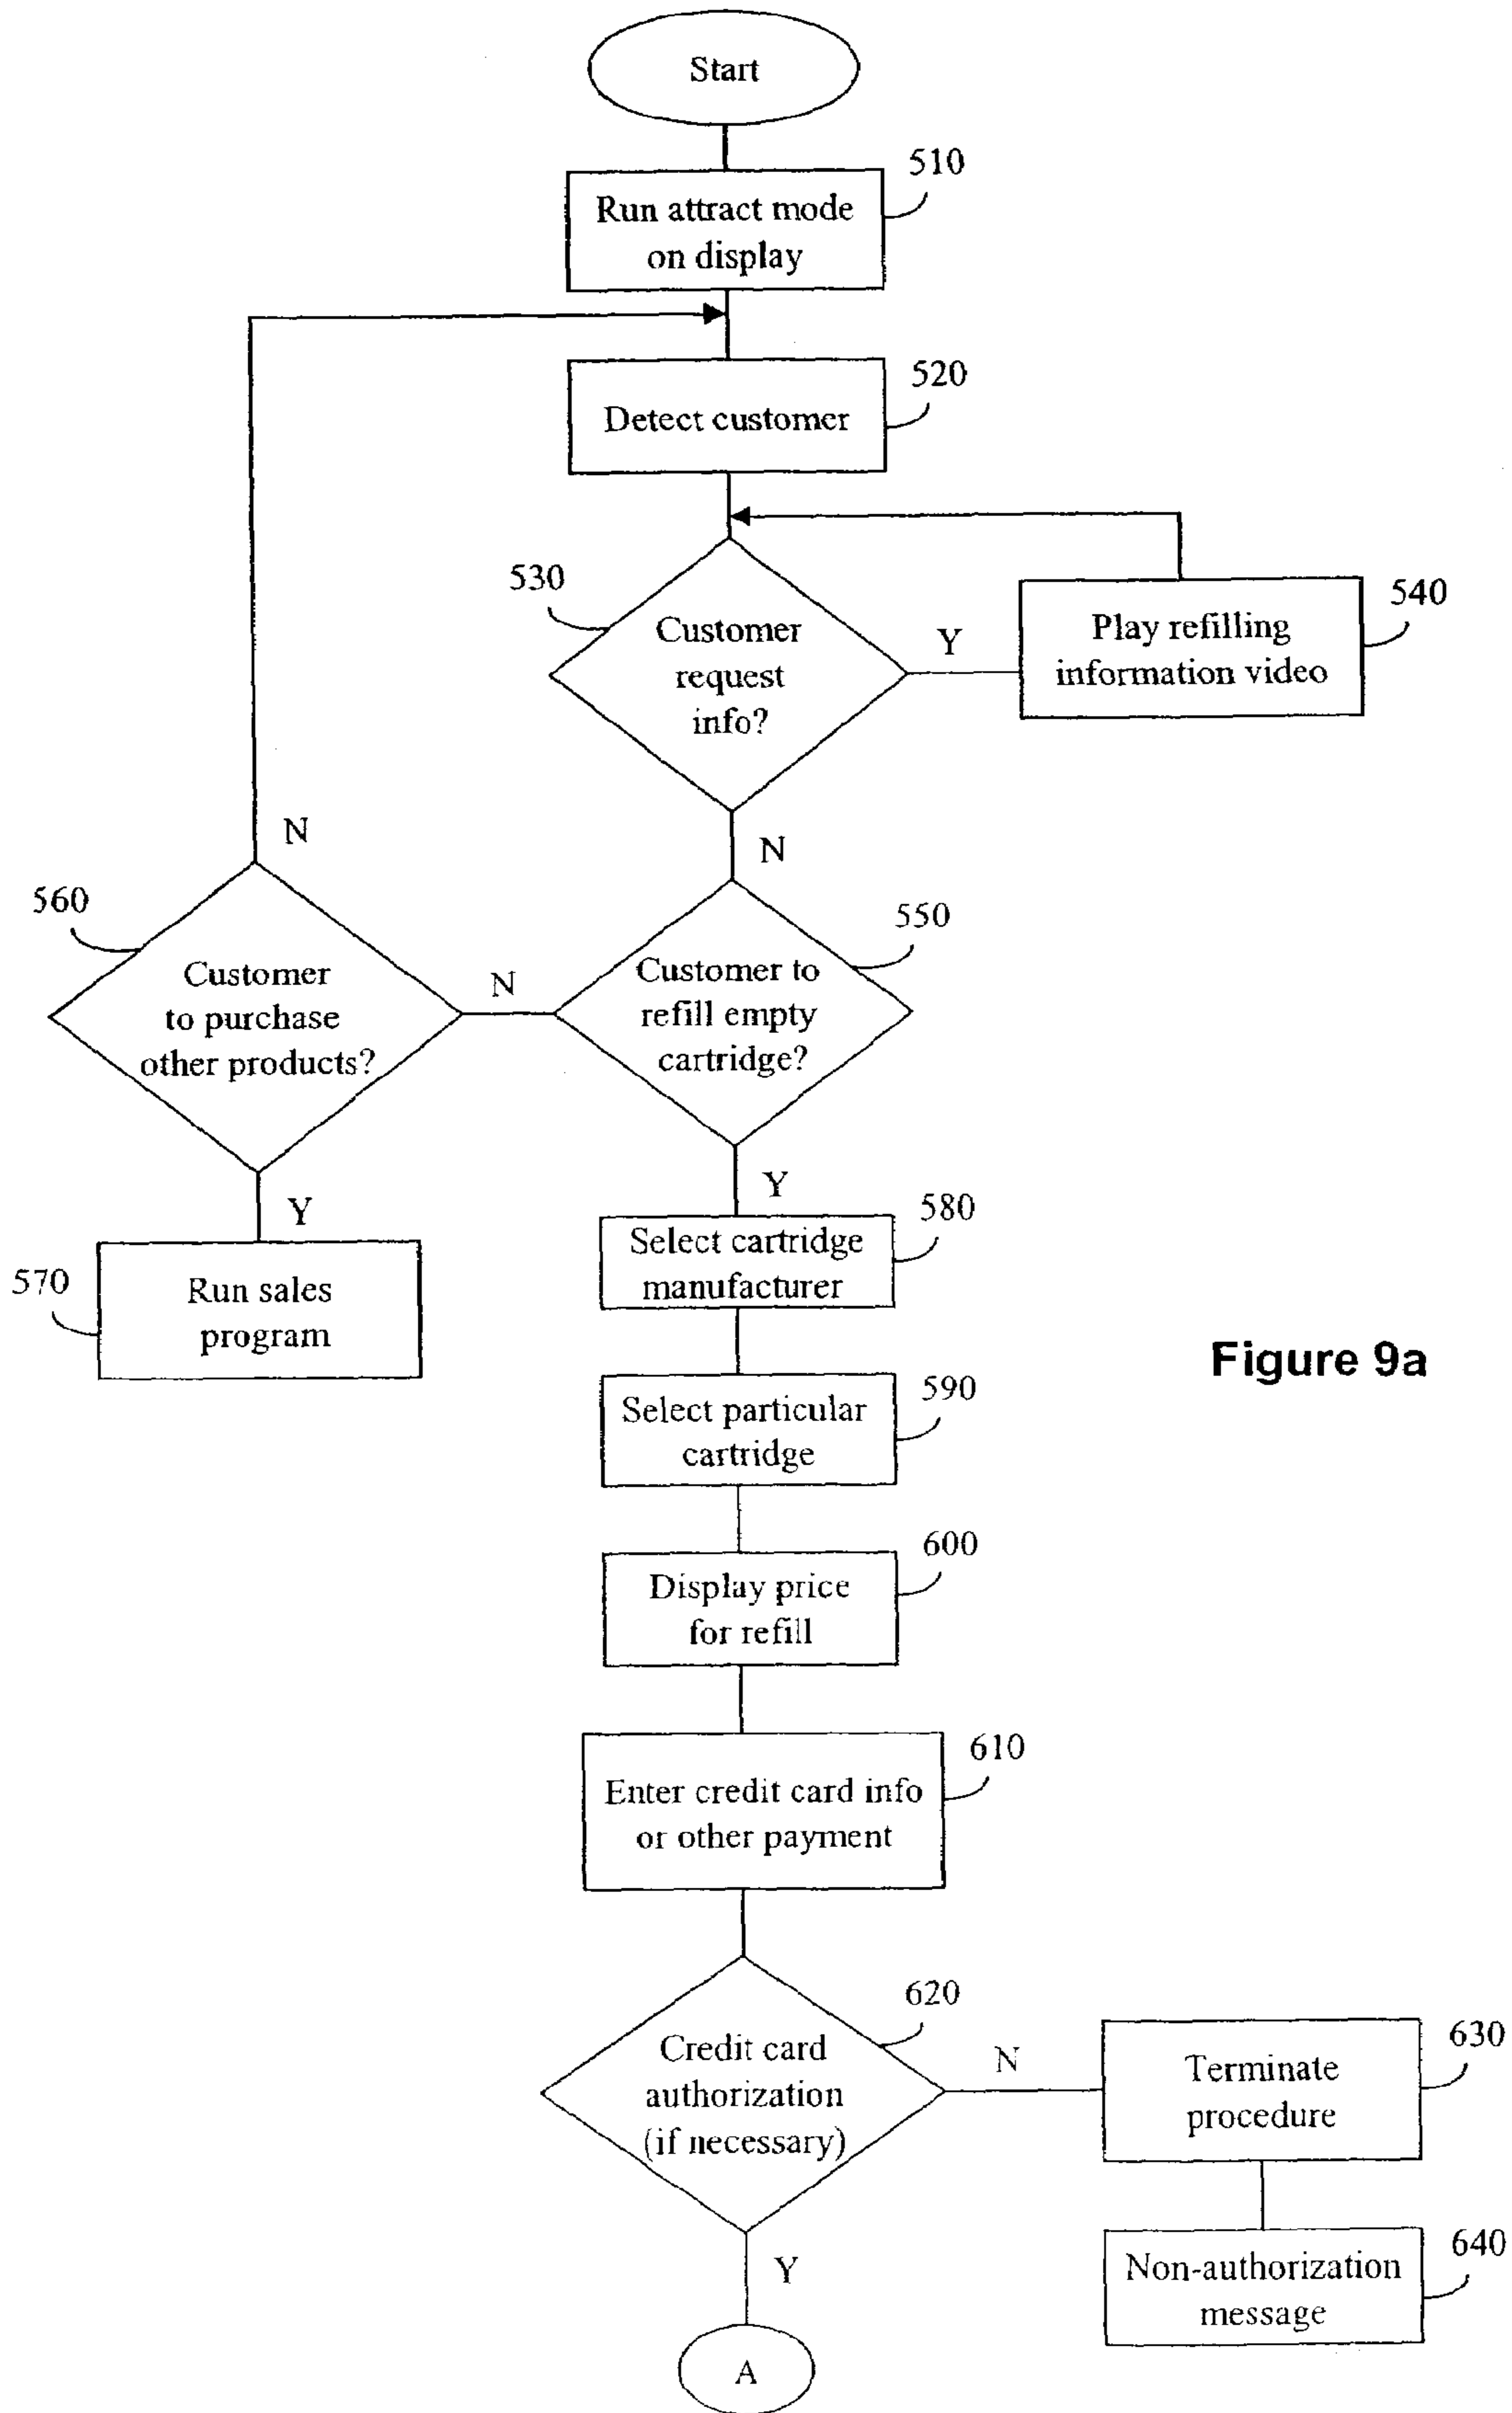 Start
510
Run attract mode
on display
520
Detect customer
530
Customer
request
info?
Y
540
Play refilling
information video
N
N
560
Customer
to purchase
other products?
N
550
Customer to
refill empty
cartridge?
Y
570
Run sales
program
Y
580
Select cartridge
manufacturer
Figure 9a
590
Select particular
cartridge
600
Display price
for refill
610
Enter credit card info
or other payment
620
Credit card
authorization
(if necessary)
N
630
Terminate
procedure
Y
640
Non-authorization
message
A